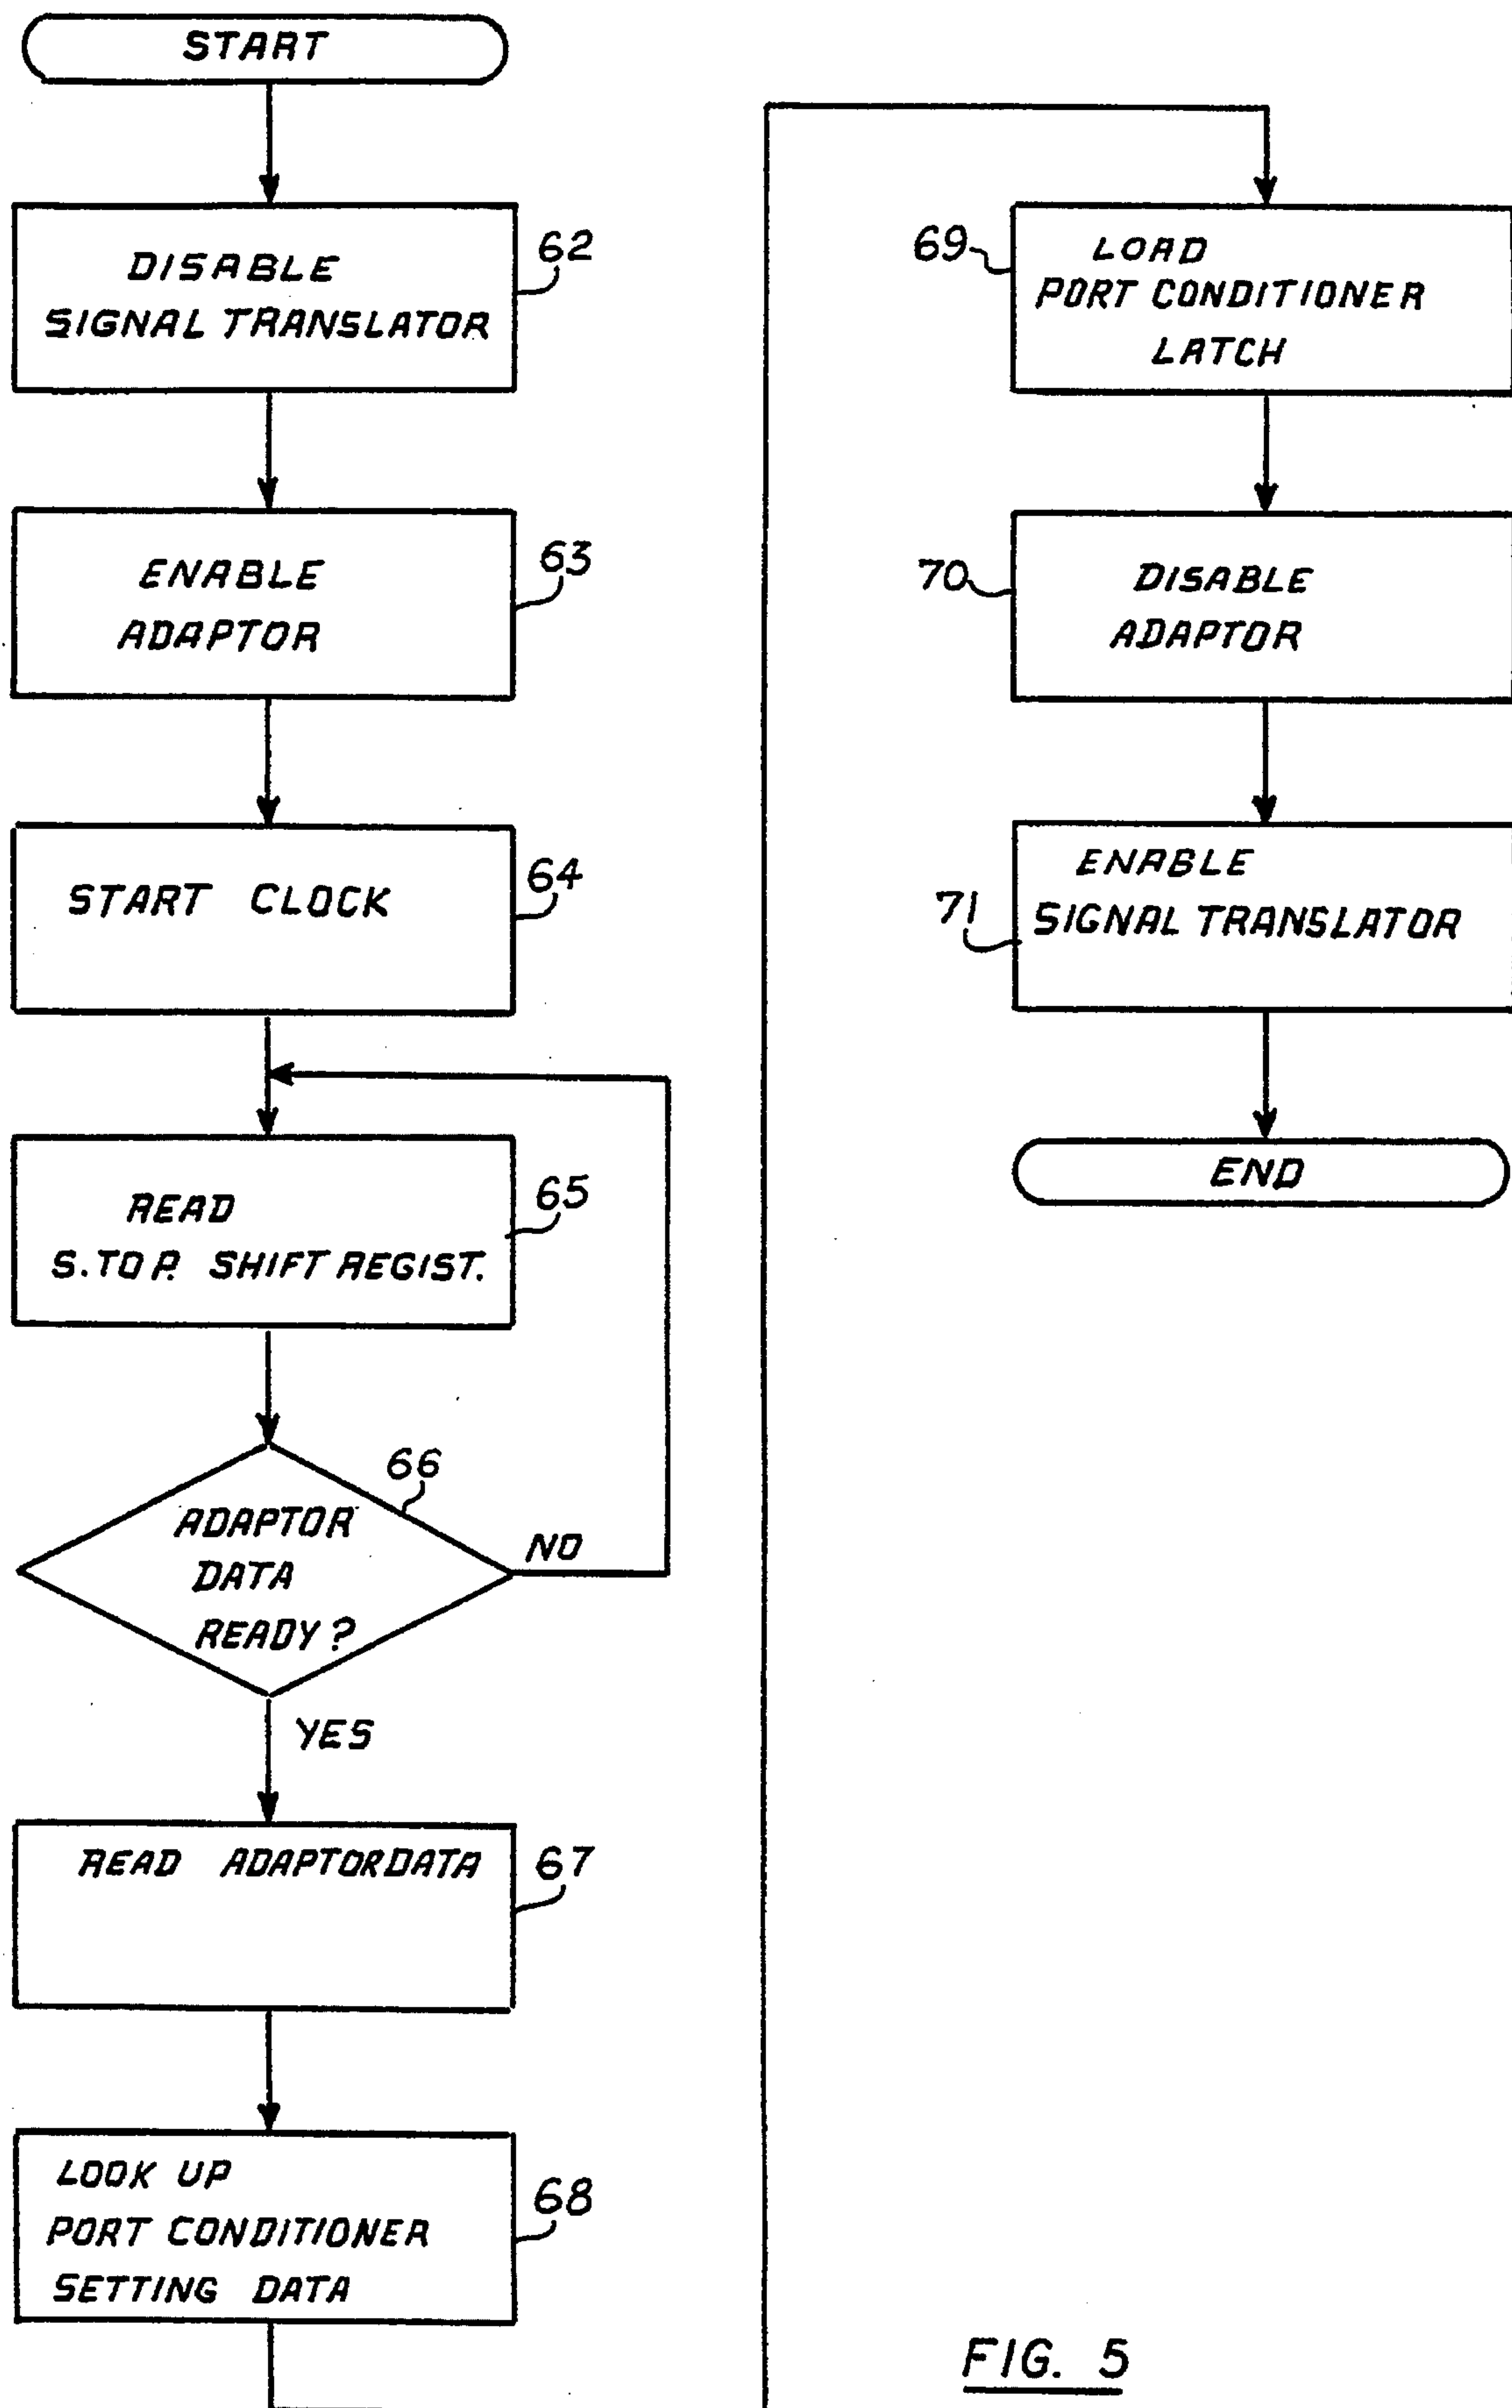 START
DISABLE
SIGNAL TRANSLATOR
62
ENABLE
ADAPTOR
63
START CLOCK
64
READ
S. TO P. SHIFT REGIST.
65
ADAPTOR
DATA
READY?
66
NO
YES
READ ADAPTOR DATA
67
LOOK UP
PORT CONDITIONER
SETTING DATA
68
69
LOAD
PORT CONDITIONER
LATCH
70
DISABLE
ADAPTOR
71
ENABLE
SIGNAL TRANSLATOR
END
FIG. 5